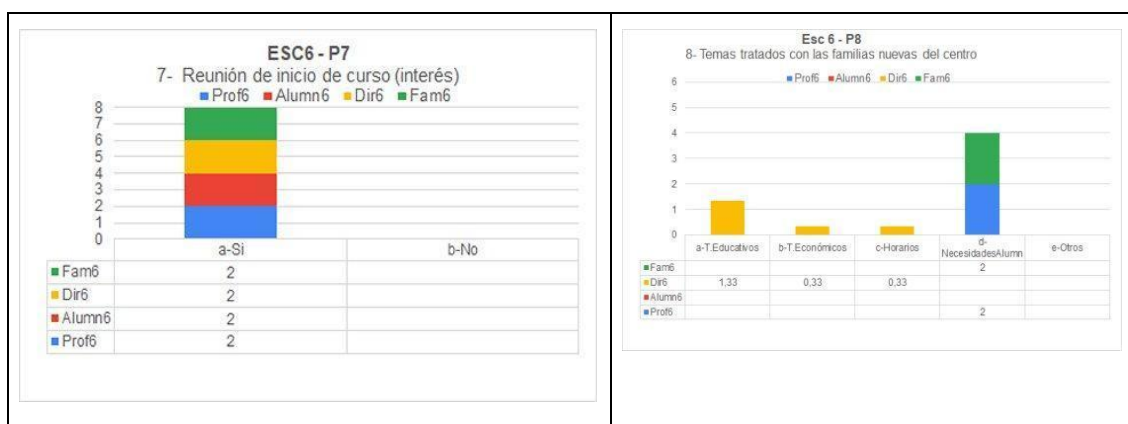 ESC6 - P7
7- Reunión de inicio de curso (interés)
Prof6 Alumn6 Dir6 Fam6
8
7
6
5
4
3
2
1
0
a-Si b-No
Fam6 2
Dir6 2
Alumn6 2
Prof6 2
Esc 6 - P8
8- Temas tratados con las familias nuevas del centro
Prof6 Alumn6 Dir6 Fam6
6
5
4
3
2
1
0
a-T.Educativos b-T.Económicos c-Horarios d-NecesidadesAlumn e-Otros
Fam6 2
Dir6 1,33 0,33 0,33
Alumn6
Prof6 2